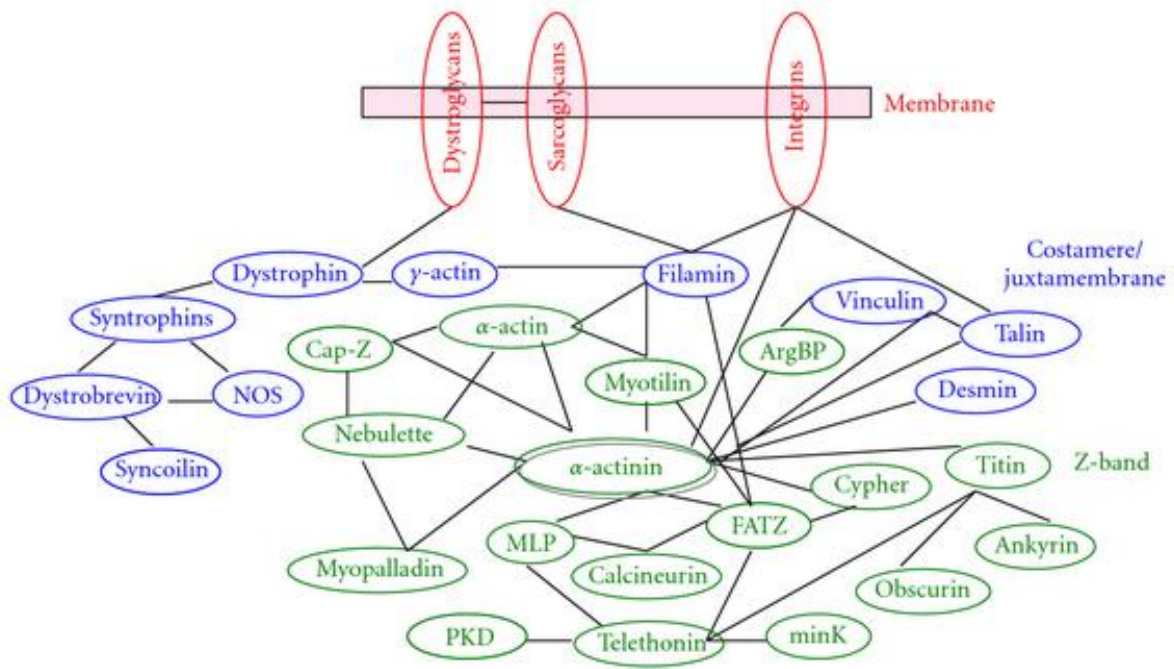 Dystroglycans
Sarcoglycans
Integrins
Membrane
Costamere/
juxtamembrane
Dystrophin
γ-actin
Filamin
Vinculin
Syntrophins
α-actin
Talin
Cap-Z
ArgBP
Myotilin
Dystrobrevin
NOS
Desmin
Nebulette
Syncoilin
α-actinin
Titin
Z-band
Cypher
FATZ
MLP
Ankyrin
Myopalladin
Calcineurin
Obscurin
PKD
Telethonin
minK